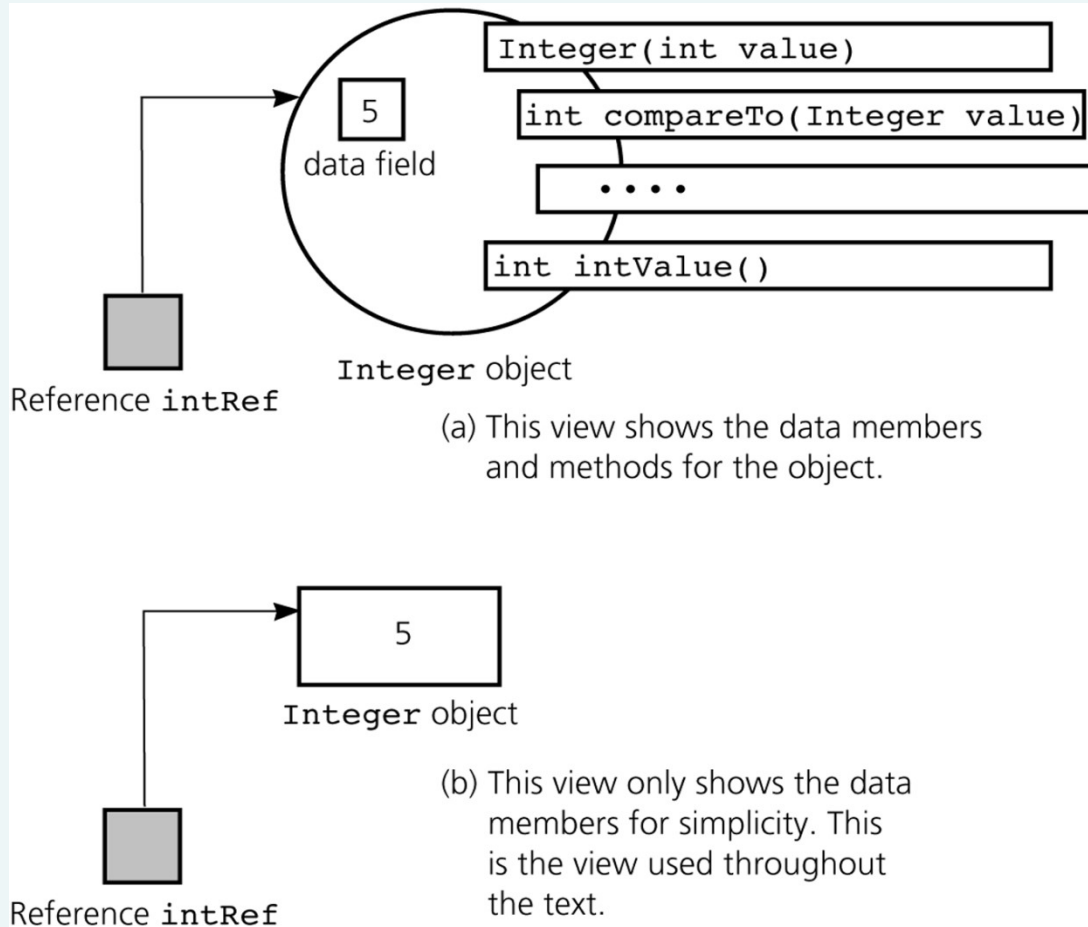 Integer(int value)
5
int compareTo(Integer value)
data field
• • • •
int intValue()
Integer object
Reference intRef
(a) This view shows the data members
and methods for the object.
5
Integer object
(b) This view only shows the data
members for simplicity. This
is the view used throughout
the text.
Reference intRef